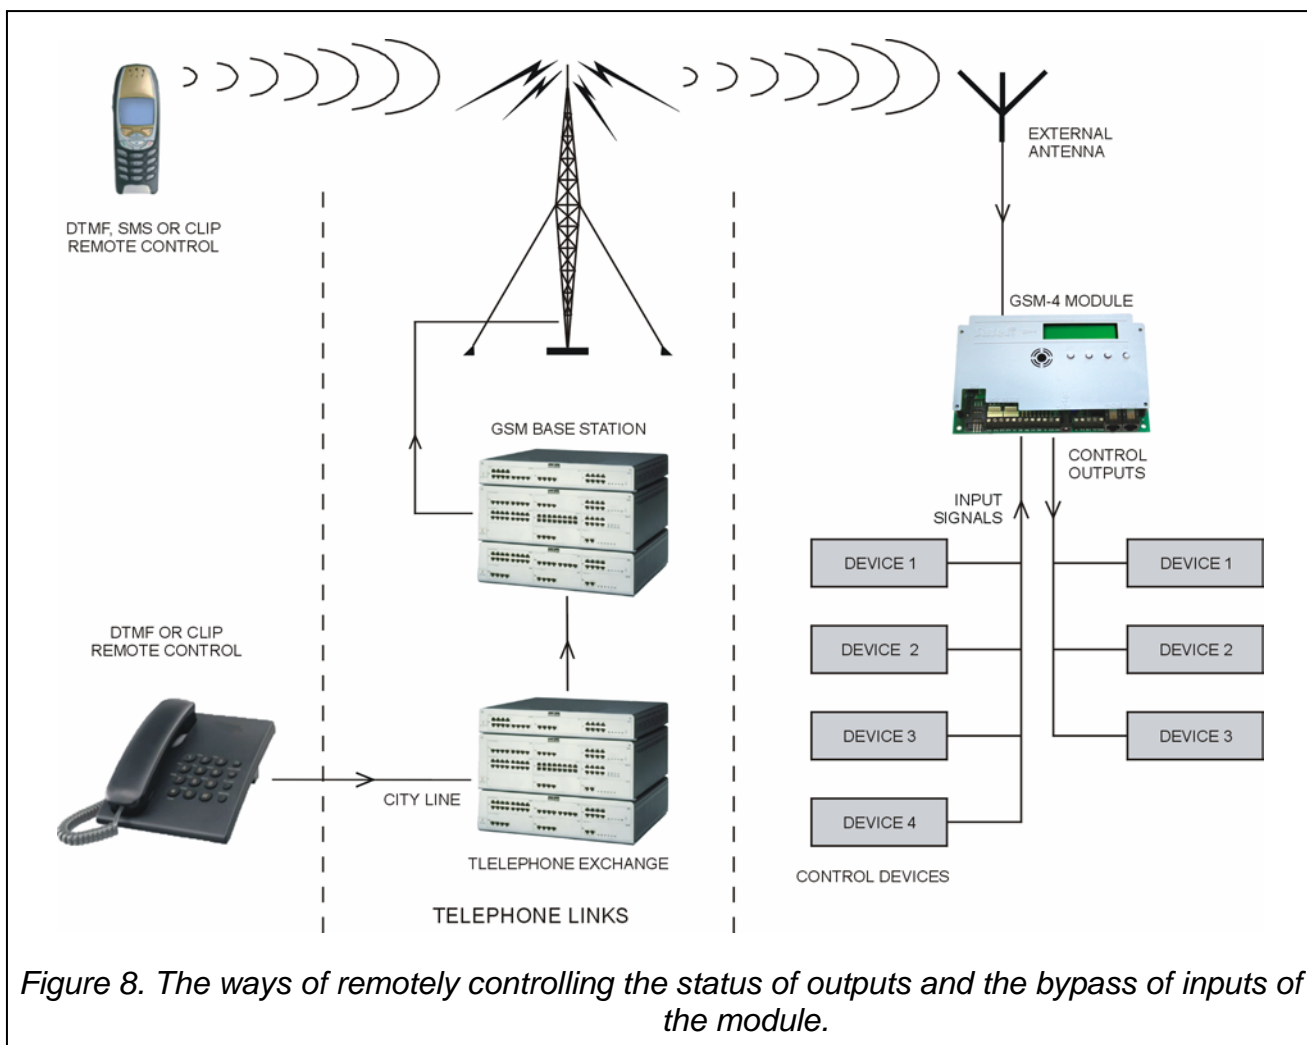 EXTERNAL
ANTENNA
DTMF, SMS OR CLIP
REMOTE CONTROL
GSM-4 MODULE
GSM BASE STATION
CONTROL
OUTPUTS
INPUT
SIGNALS
DEVICE 1
DEVICE 1
DEVICE 2
DEVICE 2
DEVICE 3
DEVICE 3
DEVICE 4
DTMF OR CLIP
REMOTE CONTROL
CITY LINE
TLELEPHONE EXCHANGE
CONTROL DEVICES
TELEPHONE LINKS
Figure 8. The ways of remotely controlling the status of outputs and the bypass of inputs of
the module.